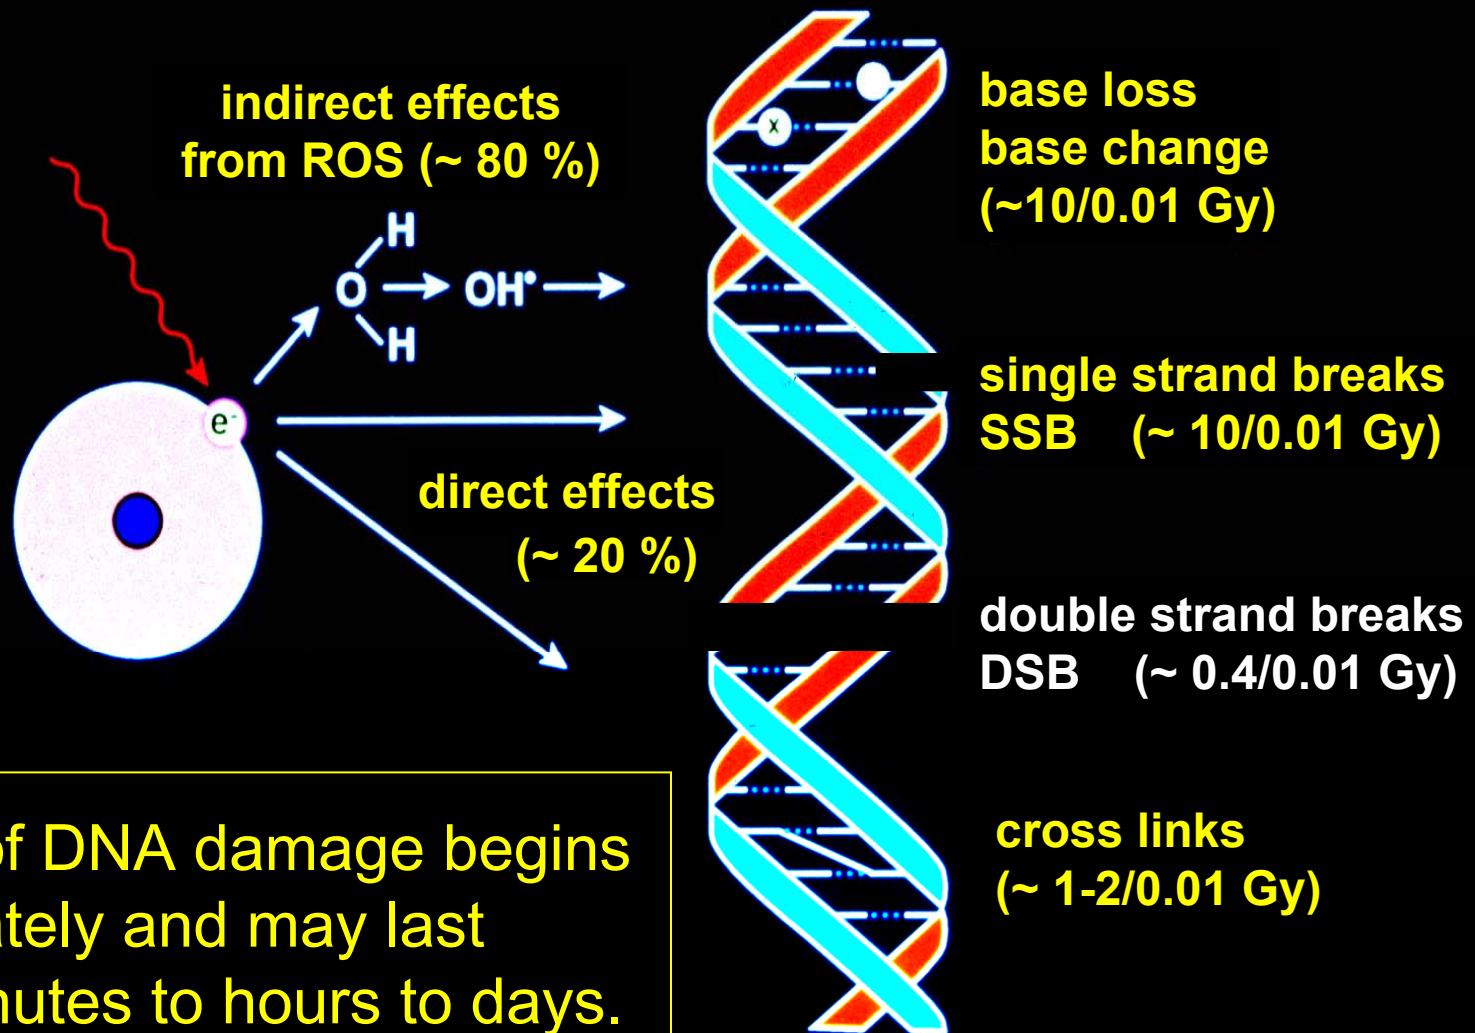 indirect effects
from ROS (~ 80 %)
H
O → OH• →
H
e-
direct effects
(~ 20 %)
x
base loss
base change
(~10/0.01 Gy)
single strand breaks
SSB (~ 10/0.01 Gy)
double strand breaks
DSB (~ 0.4/0.01 Gy)
cross links
(~ 1-2/0.01 Gy)
of DNA damage begins
and may last
to hours to days.